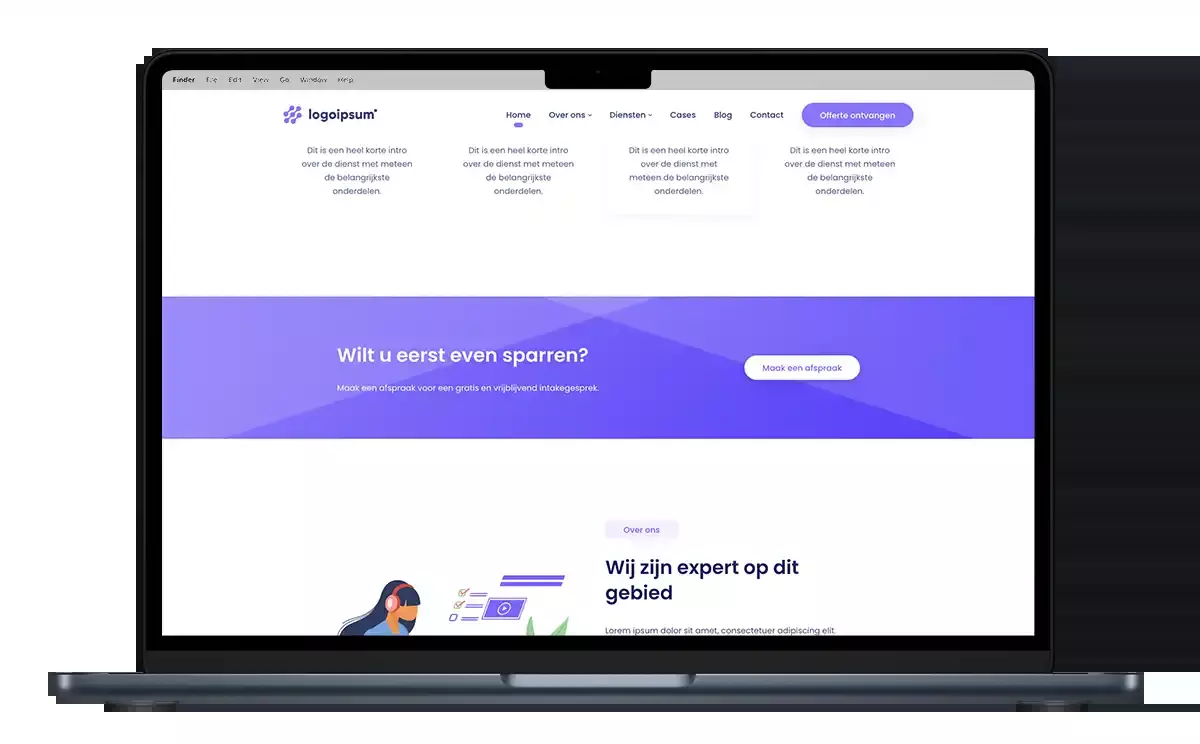 Finder File Edit View Go Window Help
logoipsum
Home Over ons Diensten Cases Blog Contact Offerte ontvangen
Dit is een heel korte intro
over de dienst met meteen
de belangrijkste
onderdelen.
Dit is een heel korte intro
over de dienst met meteen
de belangrijkste
onderdelen.
Dit is een heel korte intro
over de dienst met
meteen de belangrijkste
onderdelen.
Dit is een heel korte intro
over de dienst met meteen
de belangrijkste
onderdelen.
Wilt u eerst even sparren?
Maak een afspraak voor een gratis en vrijblijvend intakegesprek.
Maak een afspraak
Over ons
Wij zijn expert op dit
gebied
Lorem ipsum dolor sit amet, consectetuer adipiscing elit.